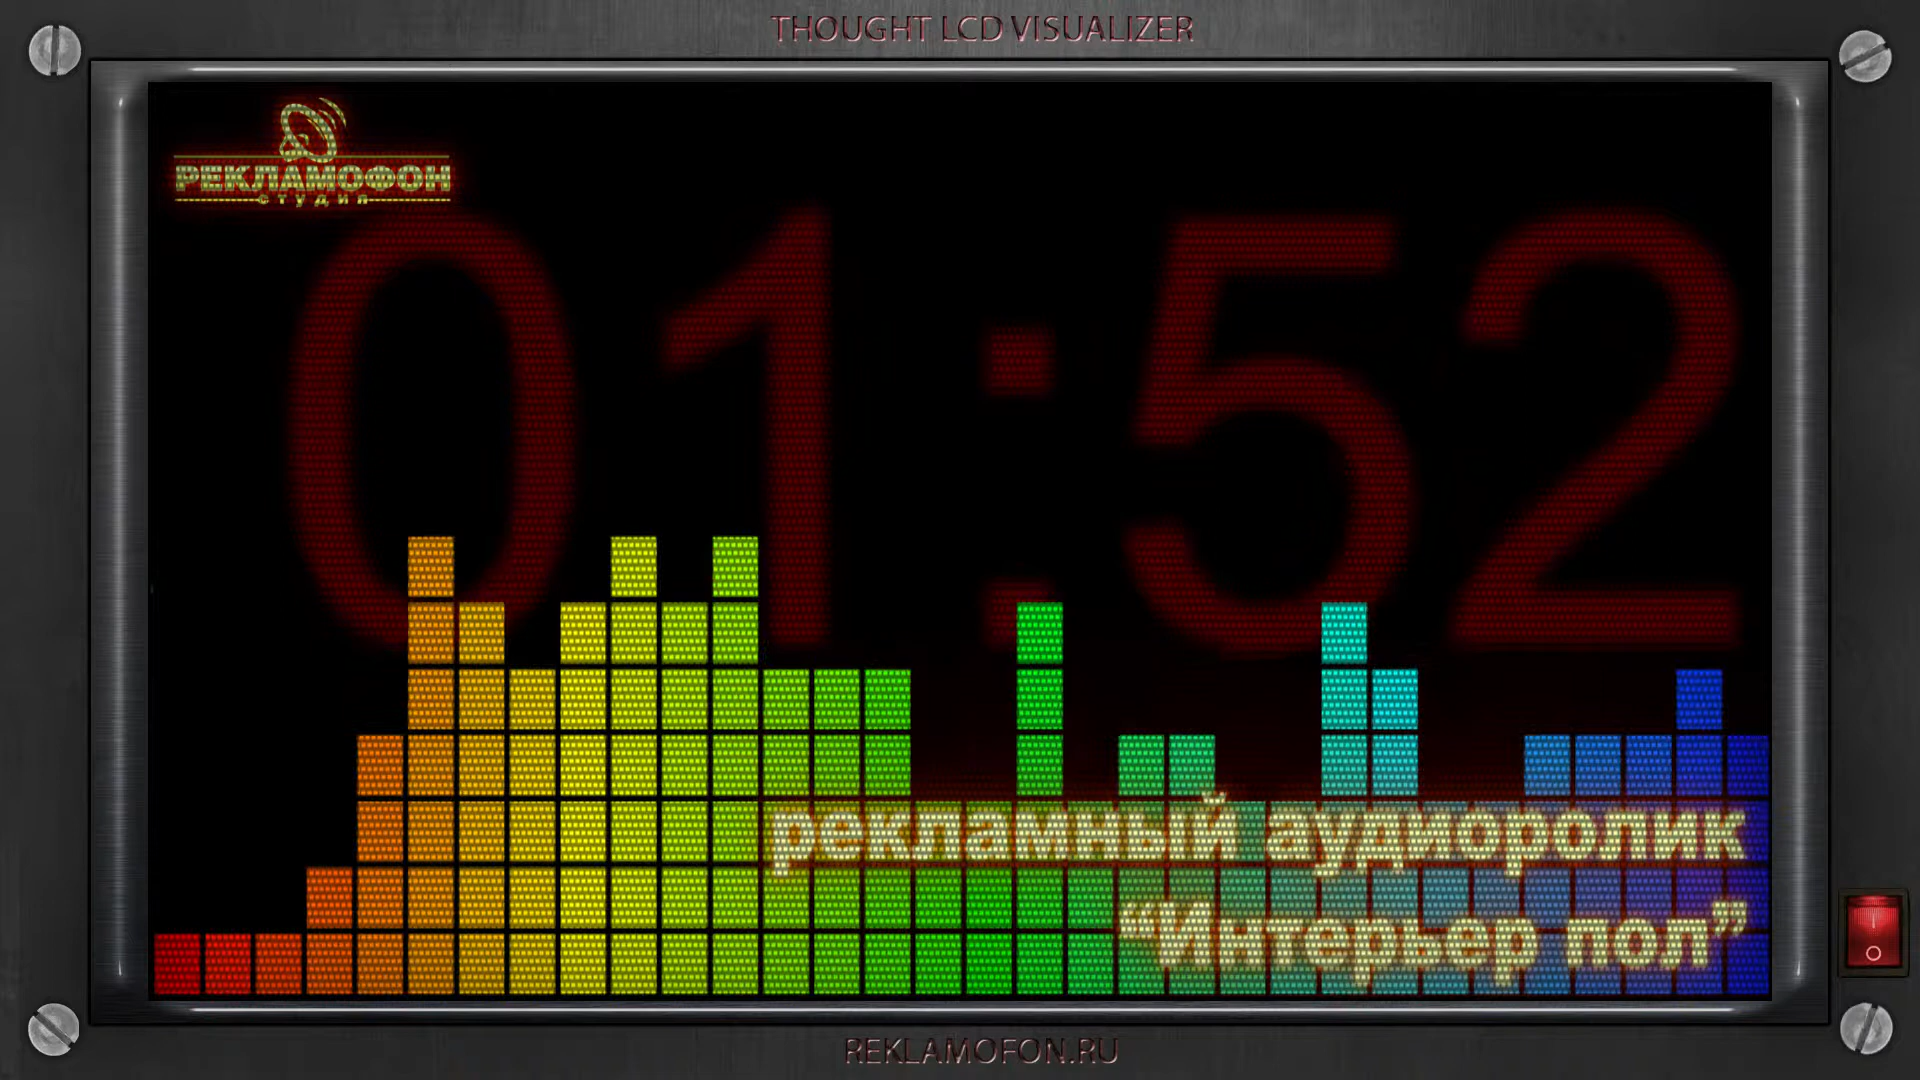 THOUGHT LCD VISUALIZER
РЕКЛАМОФОН
студия
01:52
рекламный аудиоролик
“Интерьер пол”
REKLAMOFON.RU